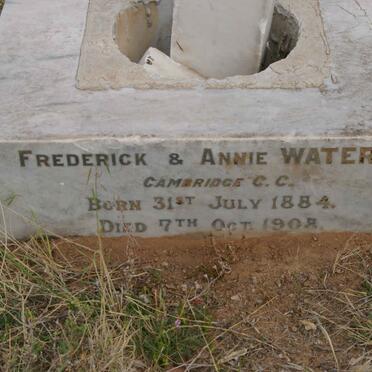 FREDERICK & ANNIE WATER
CAMBRIDGE C.C.
BORN 31ST JULY 1884.
DIED 7TH OCT. 1908.